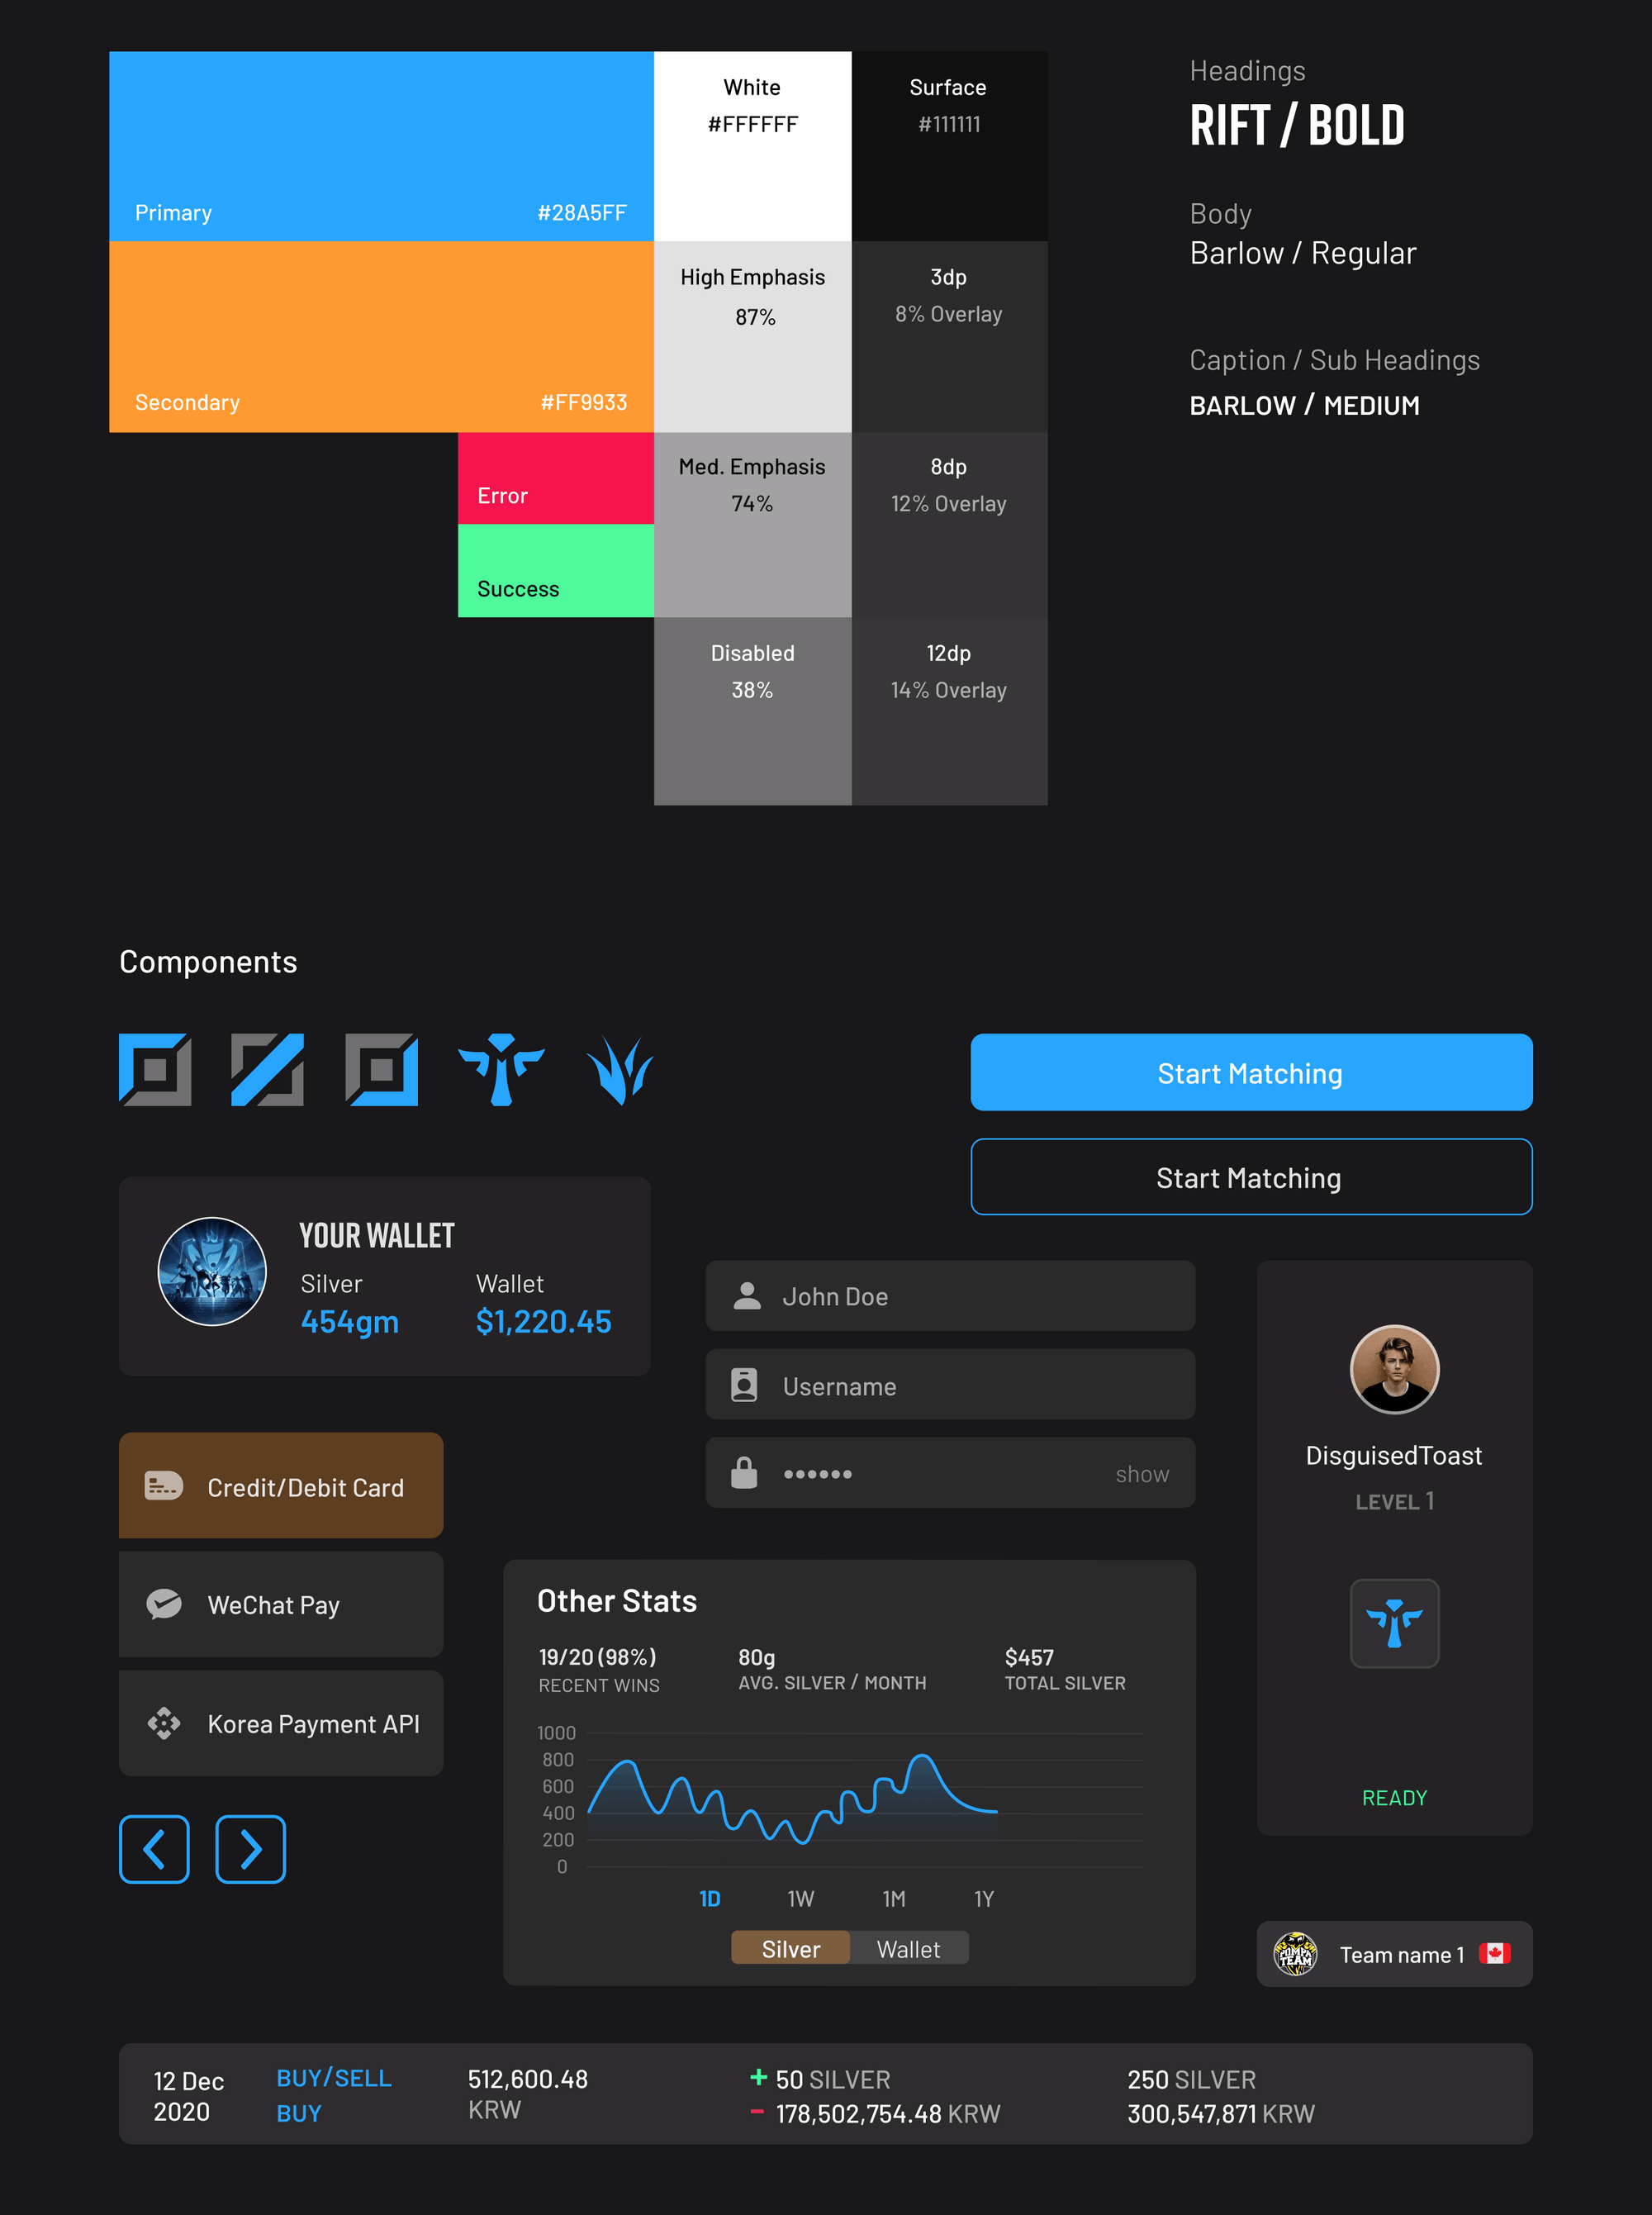 White
#FFFFFF
Surface
#111111
Primary
#28A5FF
High Emphasis
87%
3dp
8% Overlay
Secondary
#FF9933
Error
Med. Emphasis
74%
8dp
12% Overlay
Success
Disabled
38%
12dp
14% Overlay
Headings
RIFT / BOLD
Body
Barlow / Regular
Caption / Sub Headings
BARLOW / MEDIUM
Components
Start Matching
Start Matching
YOUR WALLET
Silver
454gm
Wallet
$1,220.45
John Doe
Username
••••••
show
DisguisedToast
LEVEL 1
READY
Credit/Debit Card
WeChat Pay
Korea Payment API
Other Stats
19/20 (98%)
RECENT WINS
80g
AVG. SILVER / MONTH
$457
TOTAL SILVER
1000
800
600
400
200
0
1D
1W
1M
1Y
Silver
Wallet
POMPA
TEAM
Team name 1
12 Dec
2020
BUY/SELL
BUY
512,600.48
KRW
+ 50 SILVER
- 178,502,754.48 KRW
250 SILVER
300,547,871 KRW